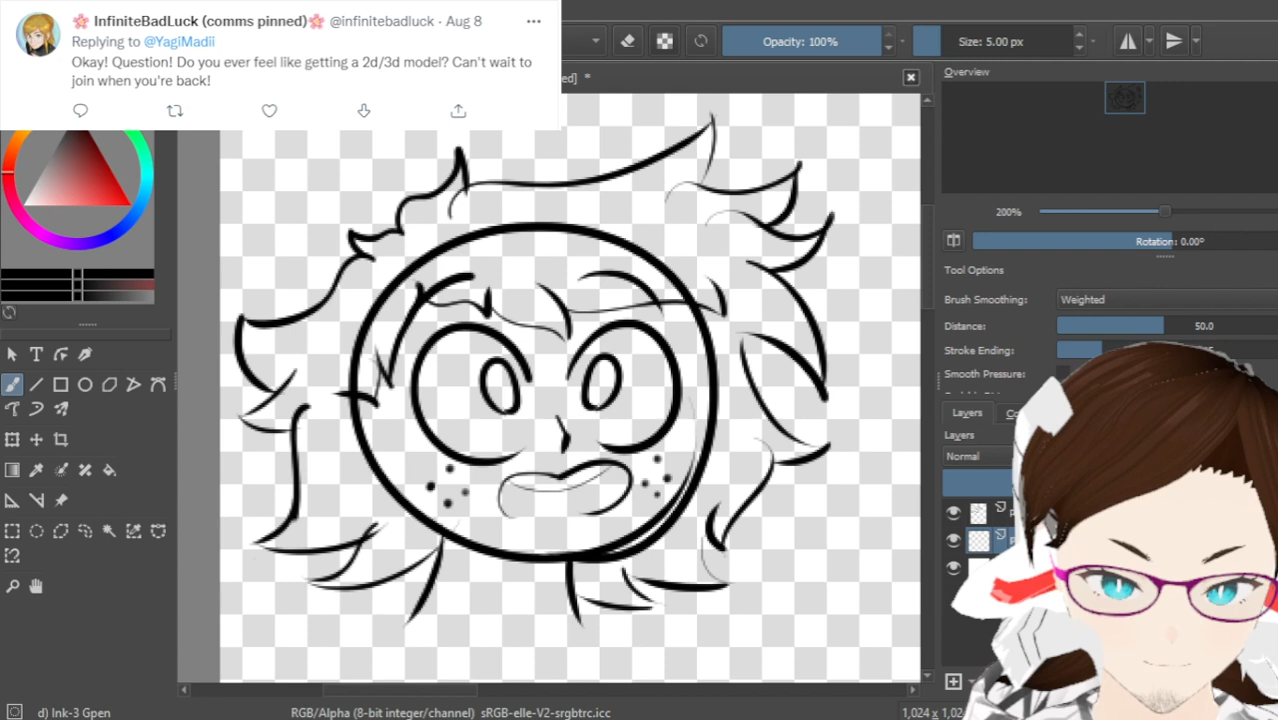 🌸 InfiniteBadLuck (comms pinned)🌸 @infinitebadluck · Aug 8
Replying to @YagiMadii
Okay! Question! Do you ever feel like getting a 2d/3d model? Can't wait to
join when you're back!
Opacity: 100%
Size: 5.00 px
ed] *
Overview
200%
Rotation: 0.00°
Tool Options
Brush Smoothing:
Weighted
Distance:
50.0
Stroke Ending:
Smooth Pressure:
Layers
Layers
Normal
d) Ink-3 Gpen
RGB/Alpha (8-bit integer/channel) sRGB-elle-V2-srgbtrc.icc
1,024 x 1,02